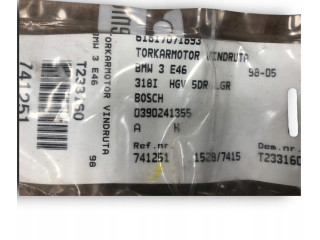 61617071693
TORKARMOTOR VINDRUTA
BMW 3 E46 98-05
318I HGV 5DR LGR
BOSCH
0390241355
A H
Ref.nr Dem.nr
741251 1528/7415 T233160
TORKARMOTOR VINDRUTA
BMW 3 E46 98
T233160
741251